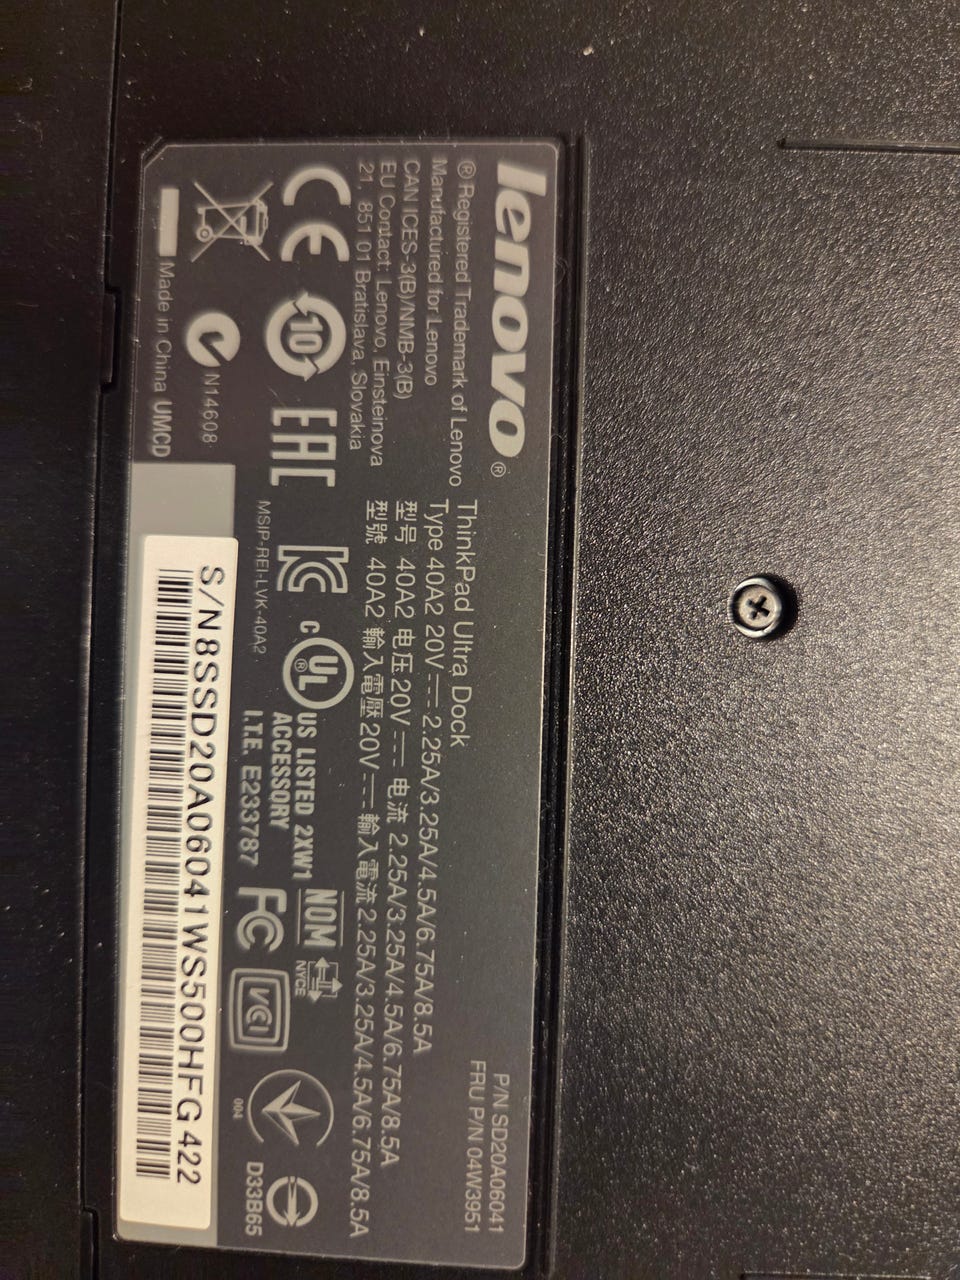 lenovo®
® Registered Trademark of Lenovo
Manufactured for Lenovo
CAN ICES-3(B)/NMB-3(B)
EU Contact: Lenovo, Einsteinova
21, 851 01 Bratislava, Slovakia
ThinkPad Ultra Dock
Type 40A2 20V ⎓ 2.25A/3.25A/4.5A/6.75A/8.5A
型号 40A2 电压 20V ⎓ 电流 2.25A/3.25A/4.5A/6.75A/8.5A
型號 40A2 輸入電壓 20V ⎓ 輸入電流 2.25A/3.25A/4.5A/6.75A/8.5A
P/N SD20A06041
FRU P/N 04W3951
CE
10
EAC
N14608
Made in China UMCD
MSIP-REI-LVK-40A2
c UL® US LISTED 2XW1
ACCESSORY
I.T.E. E233787
NOM
NYCE
FC
VCI
004
D33B65
S/N8SSD20A06041WS500HFG422